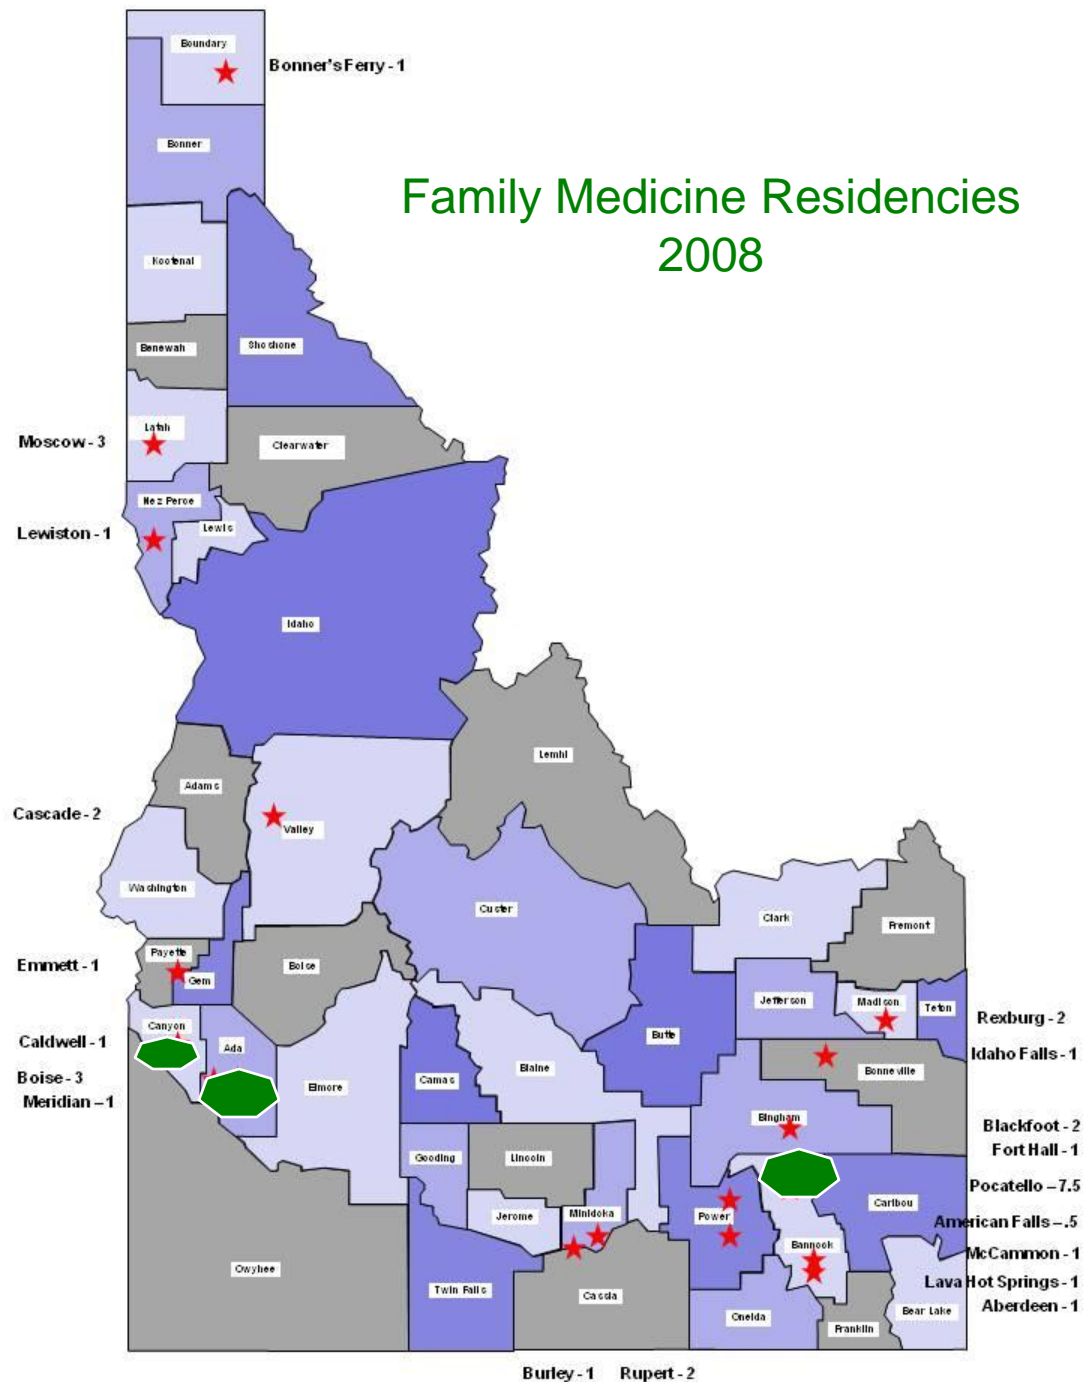 Boundary
Bonner's Ferry - 1
Bonner
Family Medicine Residencies
2008
Kootenai
Shoshone
Benewah
Latah
Moscow - 3
Clearwater
Nez Perce
Lewis
Lewiston - 1
Idaho
Lemhi
Adams
Cascade - 2
Valley
Washington
Custer
Clark
Fremont
Payette
Emmett - 1
Gem
Boise
Jefferson
Madison
Teton
Rexburg - 2
Canyon
Caldwell - 1
Ada
Butte
Idaho Falls - 1
Blaine
Bonneville
Boise - 3
Camas
Elmore
Meridian – 1
Bingham
Blackfoot - 2
Fort Hall - 1
Gooding
Lincoln
Pocatello – 7.5
Caribou
Jerome
Minidoka
Power
American Falls – .5
Bannock
McCammon - 1
Owyhee
Lava Hot Springs - 1
Twin Falls
Cassia
Aberdeen - 1
Bear Lake
Oneida
Franklin
Burley - 1 Rupert - 2